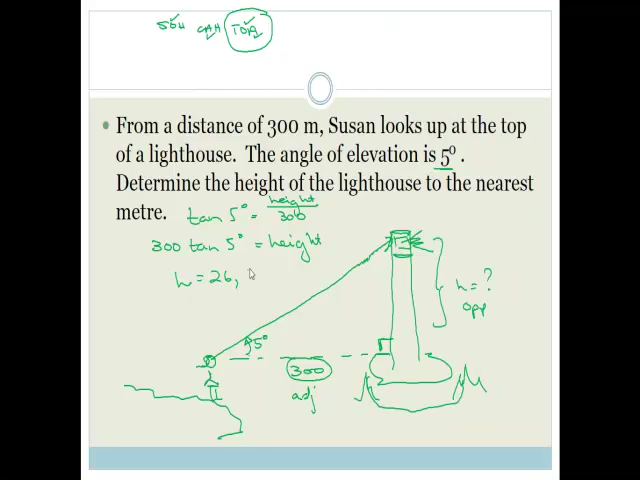 SOH CAH TOA
From a distance of 300 m, Susan looks up at the top
of a lighthouse. The angle of elevation is 5° .
Determine the height of the lighthouse to the nearest
metre.
tan 5° = height/300
300 tan 5° = height
h = 26,
h = ?
opp
5°
300
adj